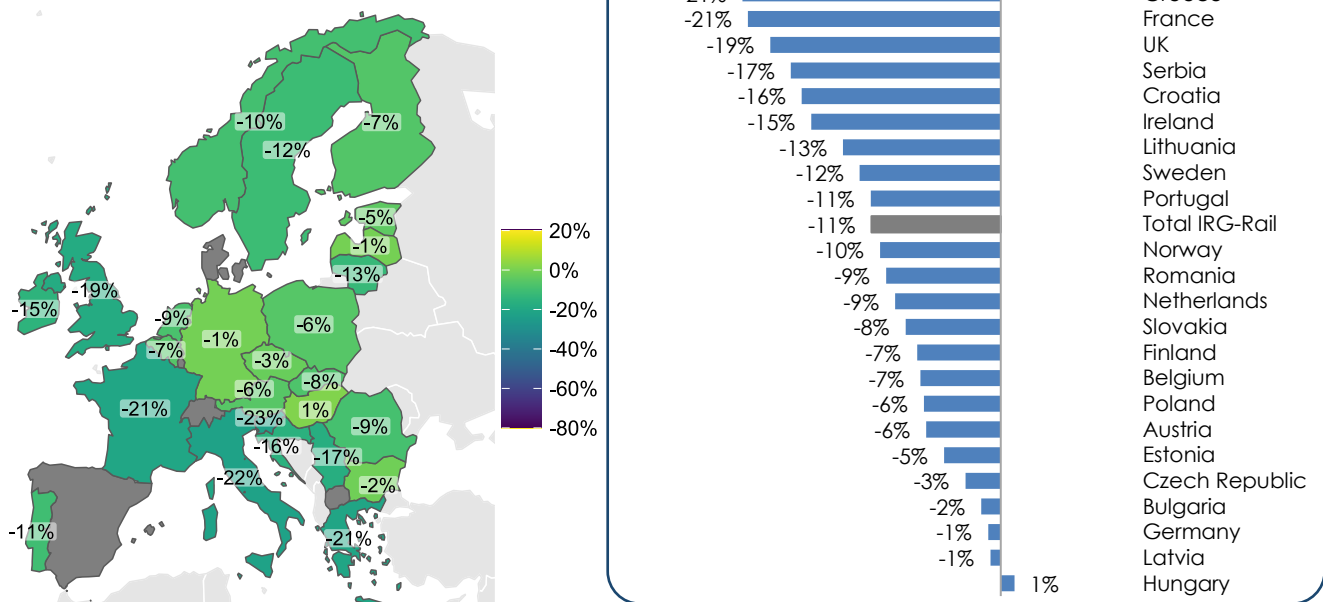 -10%
-7%
-12%
-5%
-1%
-13%
-19%
-15%
-9%
-1%
-6%
-7%
-3%
-8%
-6%
-21%
1%
-23%
-9%
-16%
-17%
-22%
-2%
-11%
-21%
20%
0%
-20%
-40%
-60%
-80%
-21% France
-19% UK
-17% Serbia
-16% Croatia
-15% Ireland
-13% Lithuania
-12% Sweden
-11% Portugal
-11% Total IRG-Rail
-10% Norway
-9% Romania
-9% Netherlands
-8% Slovakia
-7% Finland
-7% Belgium
-6% Poland
-6% Austria
-5% Estonia
-3% Czech Republic
-2% Bulgaria
-1% Germany
-1% Latvia
1% Hungary